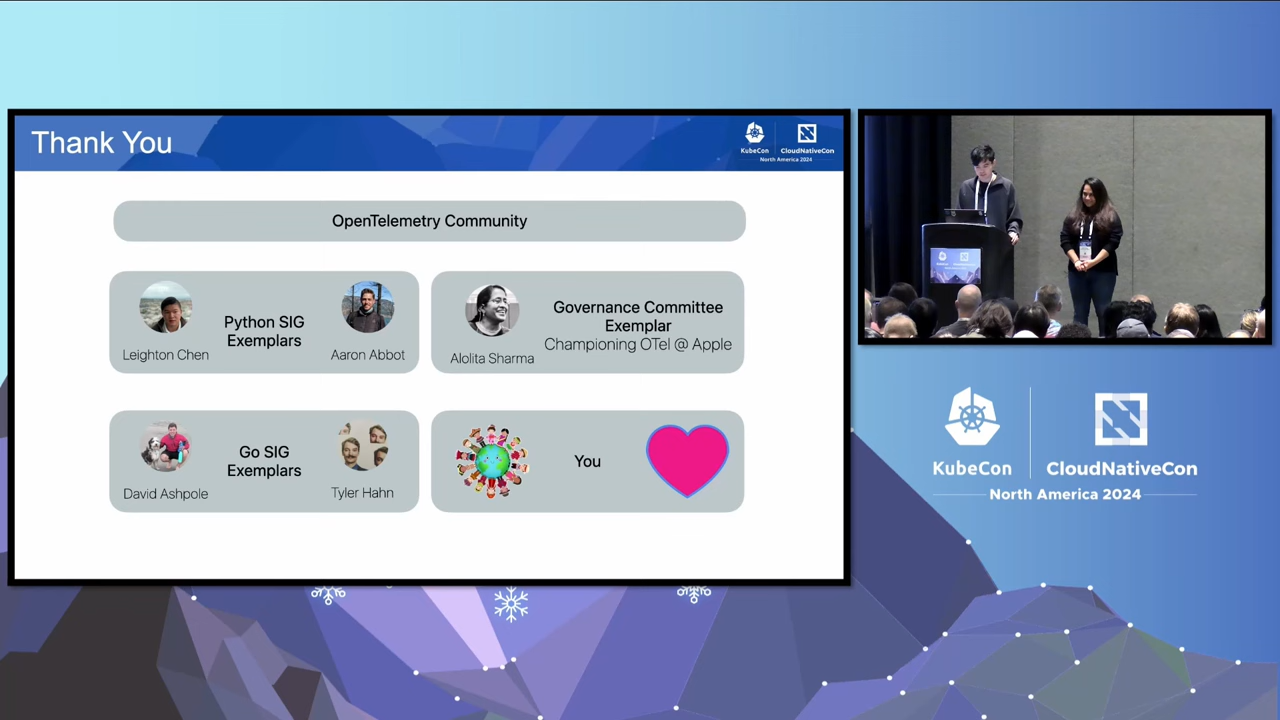 Thank You
KubeCon
CloudNativeCon
North America 2024
OpenTelemetry Community
Leighton Chen
Python SIG
Exemplars
Aaron Abbot
Alolita Sharma
Governance Committee
Exemplar
Championing OTel @ Apple
David Ashpole
Go SIG
Exemplars
Tyler Hahn
You
KubeCon
CloudNativeCon
North America 2024